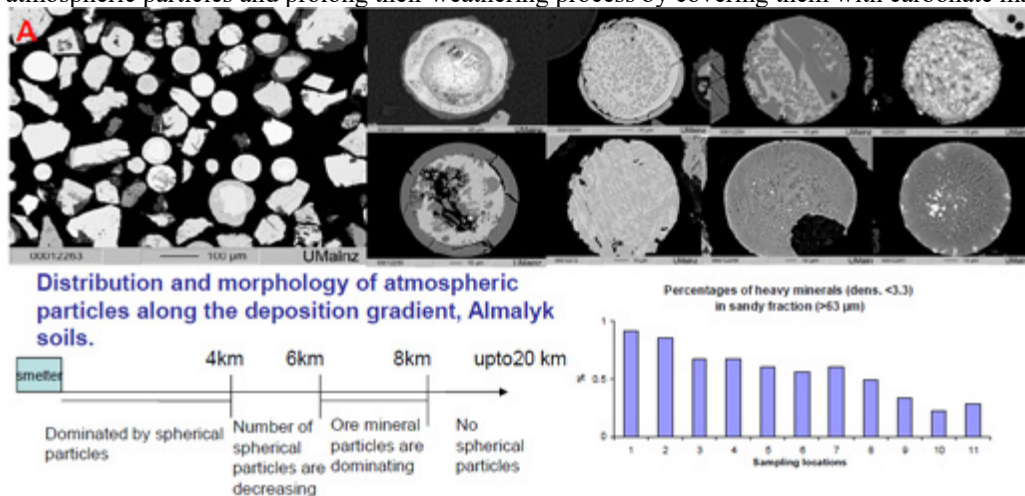 atmospheric particles and prolong their weathering process by covering them with carbonate
A
00012263
100 µm
UMainz
Distribution and morphology of atmospheric
particles along the deposition gradient, Almalyk
soils.
smelter
4km
6km
8km
upto20 km
Dominated by spherical
particles
Number of
spherical
particles are
decreasing
Ore mineral
particles are
dominating
No
spherical
particles
Percentages of heavy minerals (dens. <3.3)
in sandy fraction (>63 µm)
%
1
0.5
0
1 2 3 4 5 6 7 8 9 10 11
Sampling locations